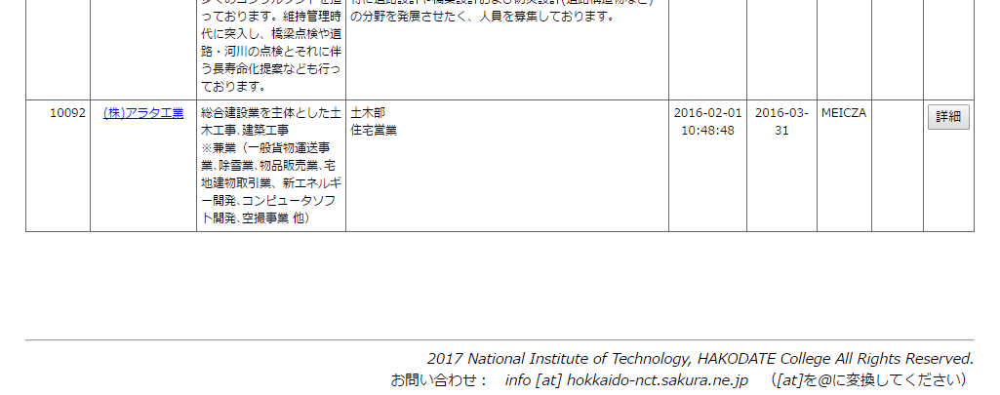 っております。維持管理時
代に突入し、橋梁点検や道
路・河川の点検とそれに伴
う長寿命化提案なども行っ
ております。
の分野を発展させたく、人員を募集しております。
10092
(株)アラタ工業
総合建設業を主体とした土
木工事､建築工事
※兼業（一般貨物運送事
業､除雪業､物品販売業､宅
地建物取引業、新エネルギ
ー開発､コンピュータソフ
ト開発､空撮事業 他）
土木部
住宅営業
2016-02-01
10:48:48
2016-03-
31
MEICZA
詳細
2017 National Institute of Technology, HAKODATE College All Rights Reserved.
お問い合わせ： info [at] hokkaido-nct.sakura.ne.jp （[at]を@に変換してください）